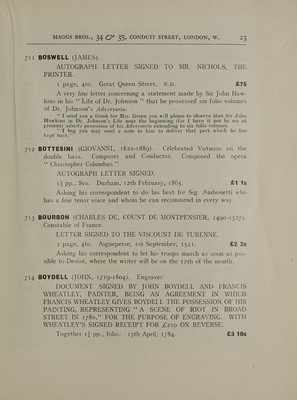 MAGGS BROS., 34 & 35, CONDUIT STREET, LONDON, W. 23
711 BOSWELL (JAMES).
AUTOGRAPH LETTER SIGNED TO MR. NICHOLS, THE
PRINTER.
1 page, 4to. Great Queen Street. N.D. £75
A very fine letter concerning a statement made by Sir John Haw-
kins in his " Life of Dr. Johnson " that he possessed six folio volumes
of Dr. Johnson's Adversaria.
" I send you a frank for Mrs. Green you will please to observe that Sir John
Hawkins in Dr. Johnson's Life near the beginning (for I have it not by me at
present) asserts possession of his Adversaria extending to six folio volumes.
" I beg you may send a note to him to deliver that part which he has
kept back."
712 BOTTESINI (GIOVANNI, 1822-1889). Celebrated Virtuoso on the
double bass. Composer and Conductor. Composed the opera
" Christopher Columbus."
AUTOGRAPH LETTER SIGNED.
1½ pp., 8vo. Durham, 12th February, 1865. £1 1s
Asking his correspondent to do his best for Sig. Ambonetti who
has a fine tenor voice and whom he can recommend in every way.
713 BOURBON (CHARLES DE, COUNT DE MONTPENSIER, 1490-1527).
Constable of France.
LETTER SIGNED TO THE VISCOUNT DE TURENNE.
1 page, 4to. Aigueperse, 1st September, 1521. £2 2s
Asking his correspondent to let his troops march as soon as pos-
sible to Desoie, where the writer will be on the 12th of the month.
714 BOYDELL (JOHN, 1719-1804). Engraver.
DOCUMENT SIGNED BY JOHN BOYDELL AND FRANCIS
WHEATLEY, PAINTER, BEING AN AGREEMENT IN WHICH
FRANCIS WHEATLEY GIVES BOYDELL THE POSSESSION OF HIS
PAINTING, REPRESENTING " A SCENE OF RIOT IN BROAD
STREET IN 1780," FOR THE PURPOSE OF ENGRAVING. WITH
WHEATLEY'S SIGNED RECEIPT FOR £210 ON REVERSE.
Together 1½ pp., folio. 13th April, 1784. £3 10s